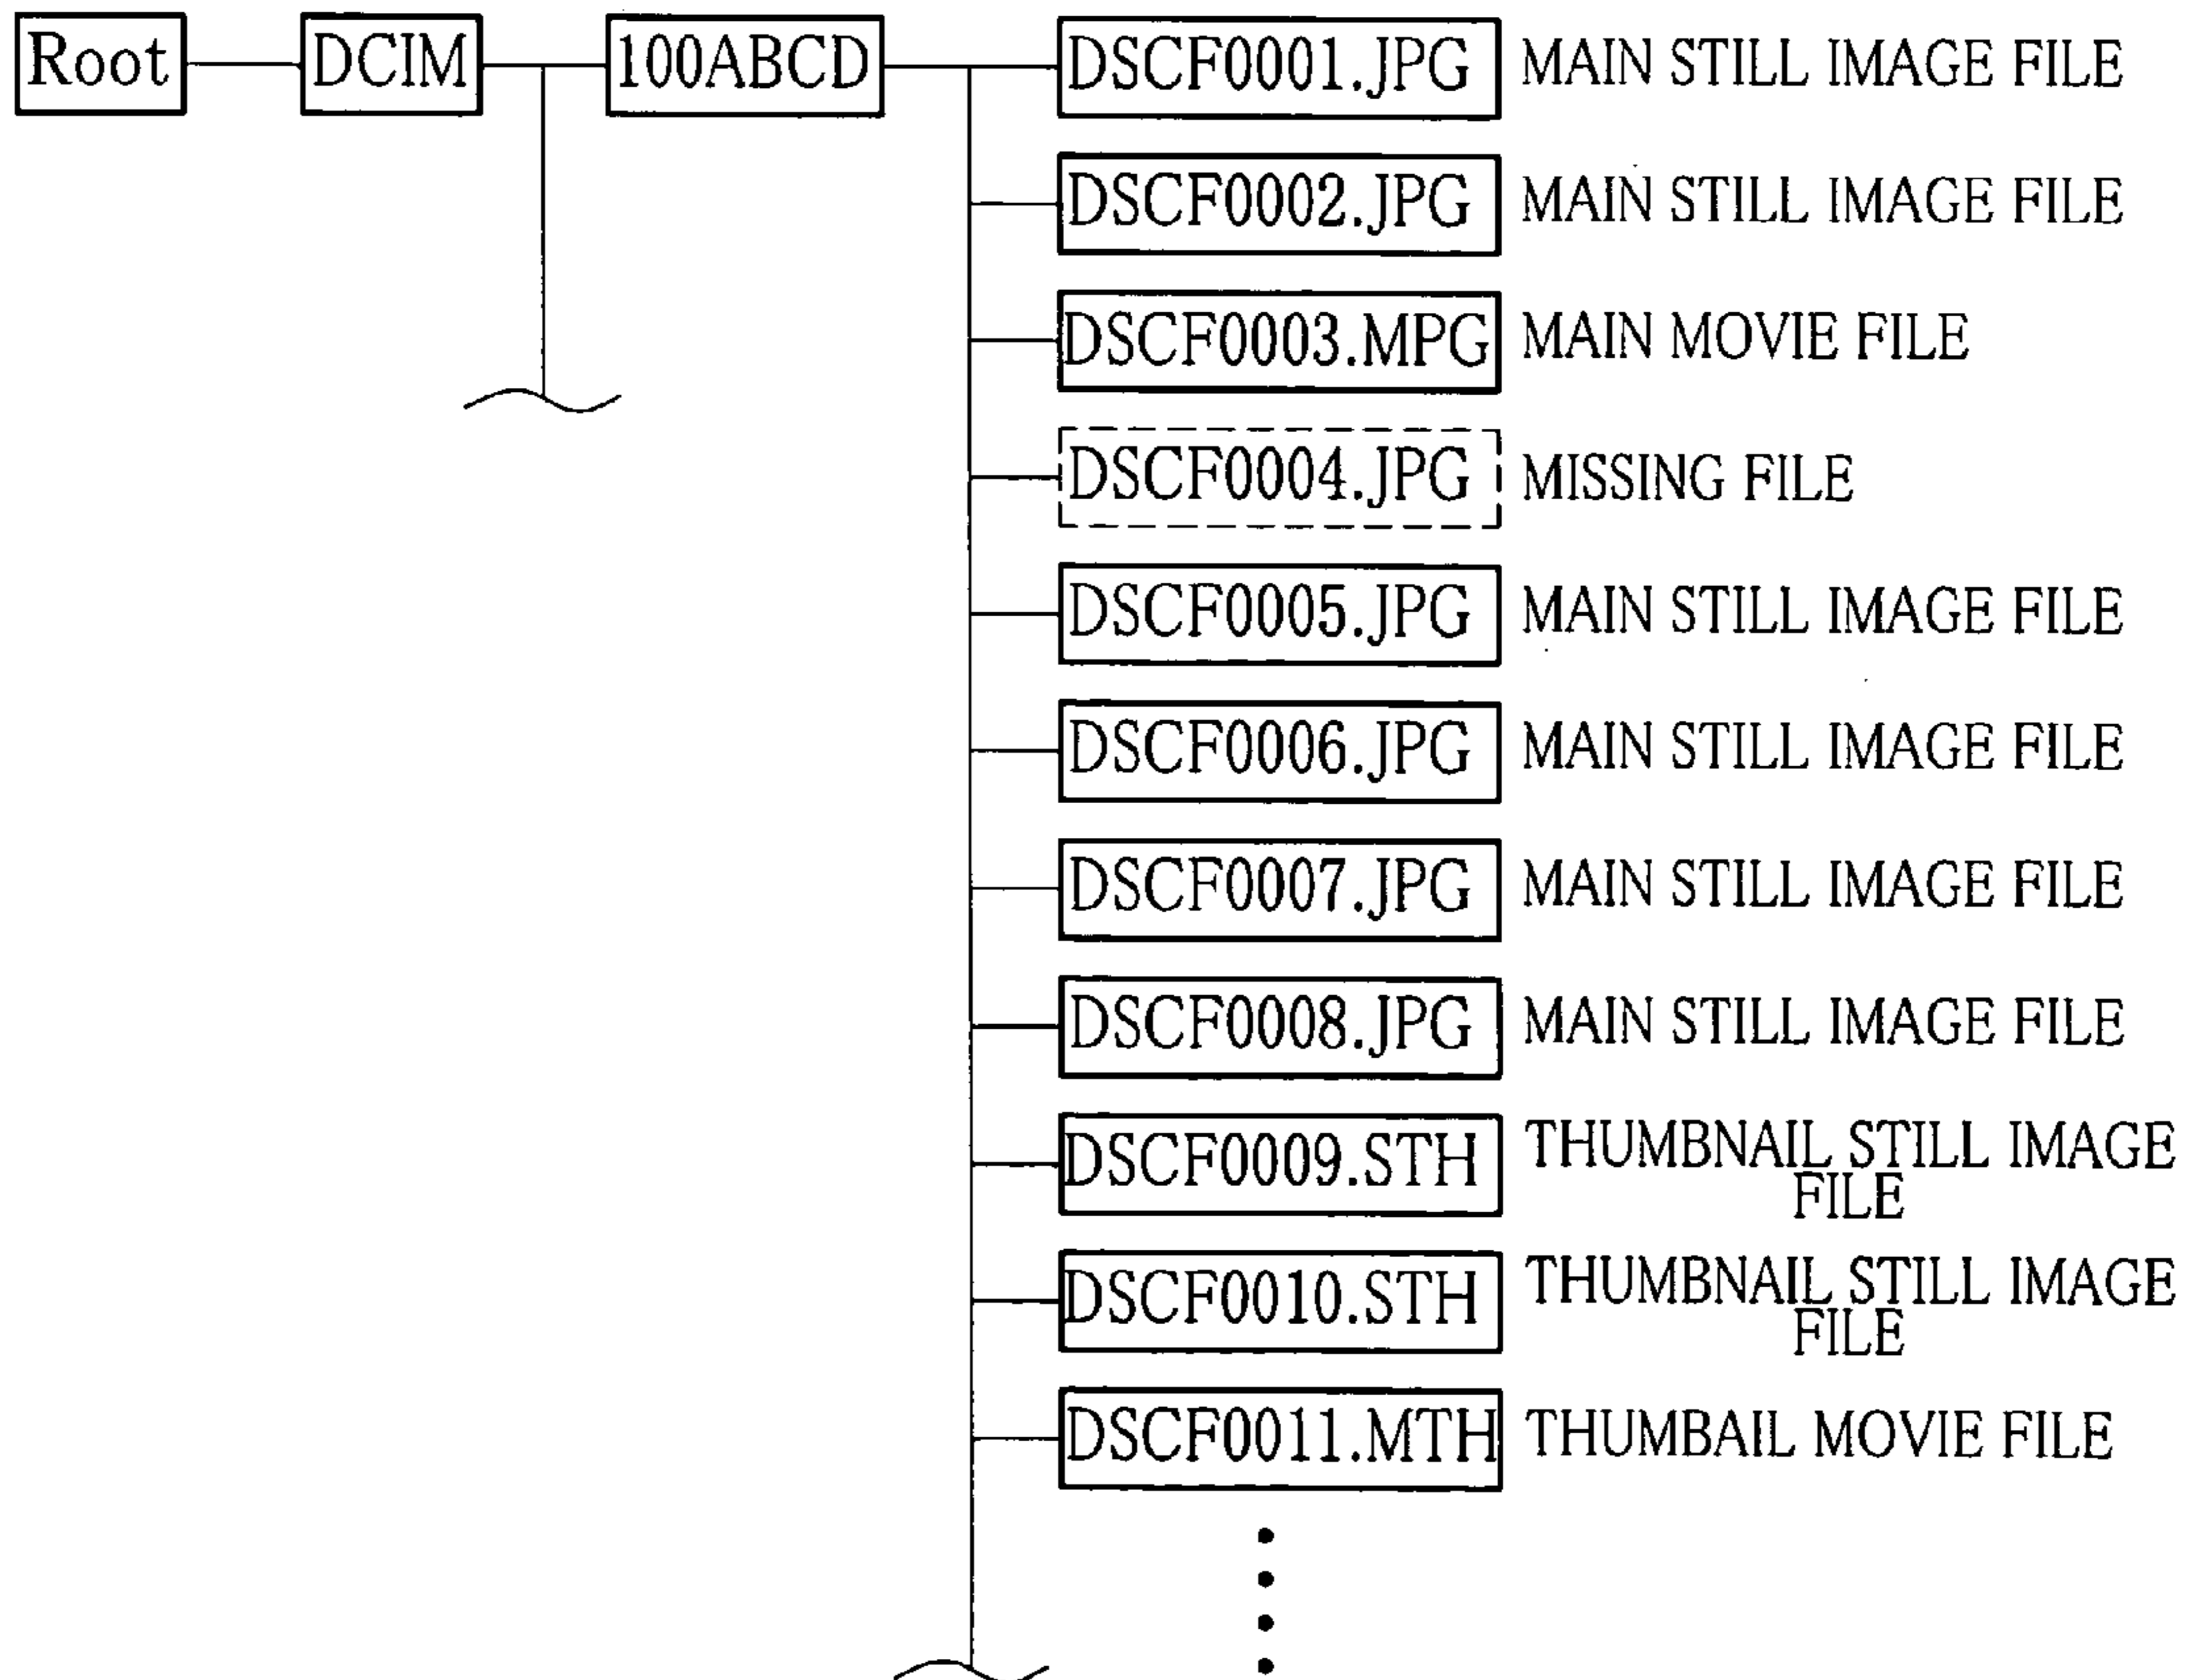 Root DCIM 100ABCD DSCF0001.JPG MAIN STILL IMAGE FILE
DSCF0002.JPG MAIN STILL IMAGE FILE
DSCF0003.MPG MAIN MOVIE FILE
DSCF0004.JPG MISSING FILE
DSCF0005.JPG MAIN STILL IMAGE FILE
DSCF0006.JPG MAIN STILL IMAGE FILE
DSCF0007.JPG MAIN STILL IMAGE FILE
DSCF0008.JPG MAIN STILL IMAGE FILE
DSCF0009.STH THUMBNAIL STILL IMAGE
FILE
DSCF0010.STH THUMBNAIL STILL IMAGE
FILE
DSCF0011.MTH THUMBAIL MOVIE FILE